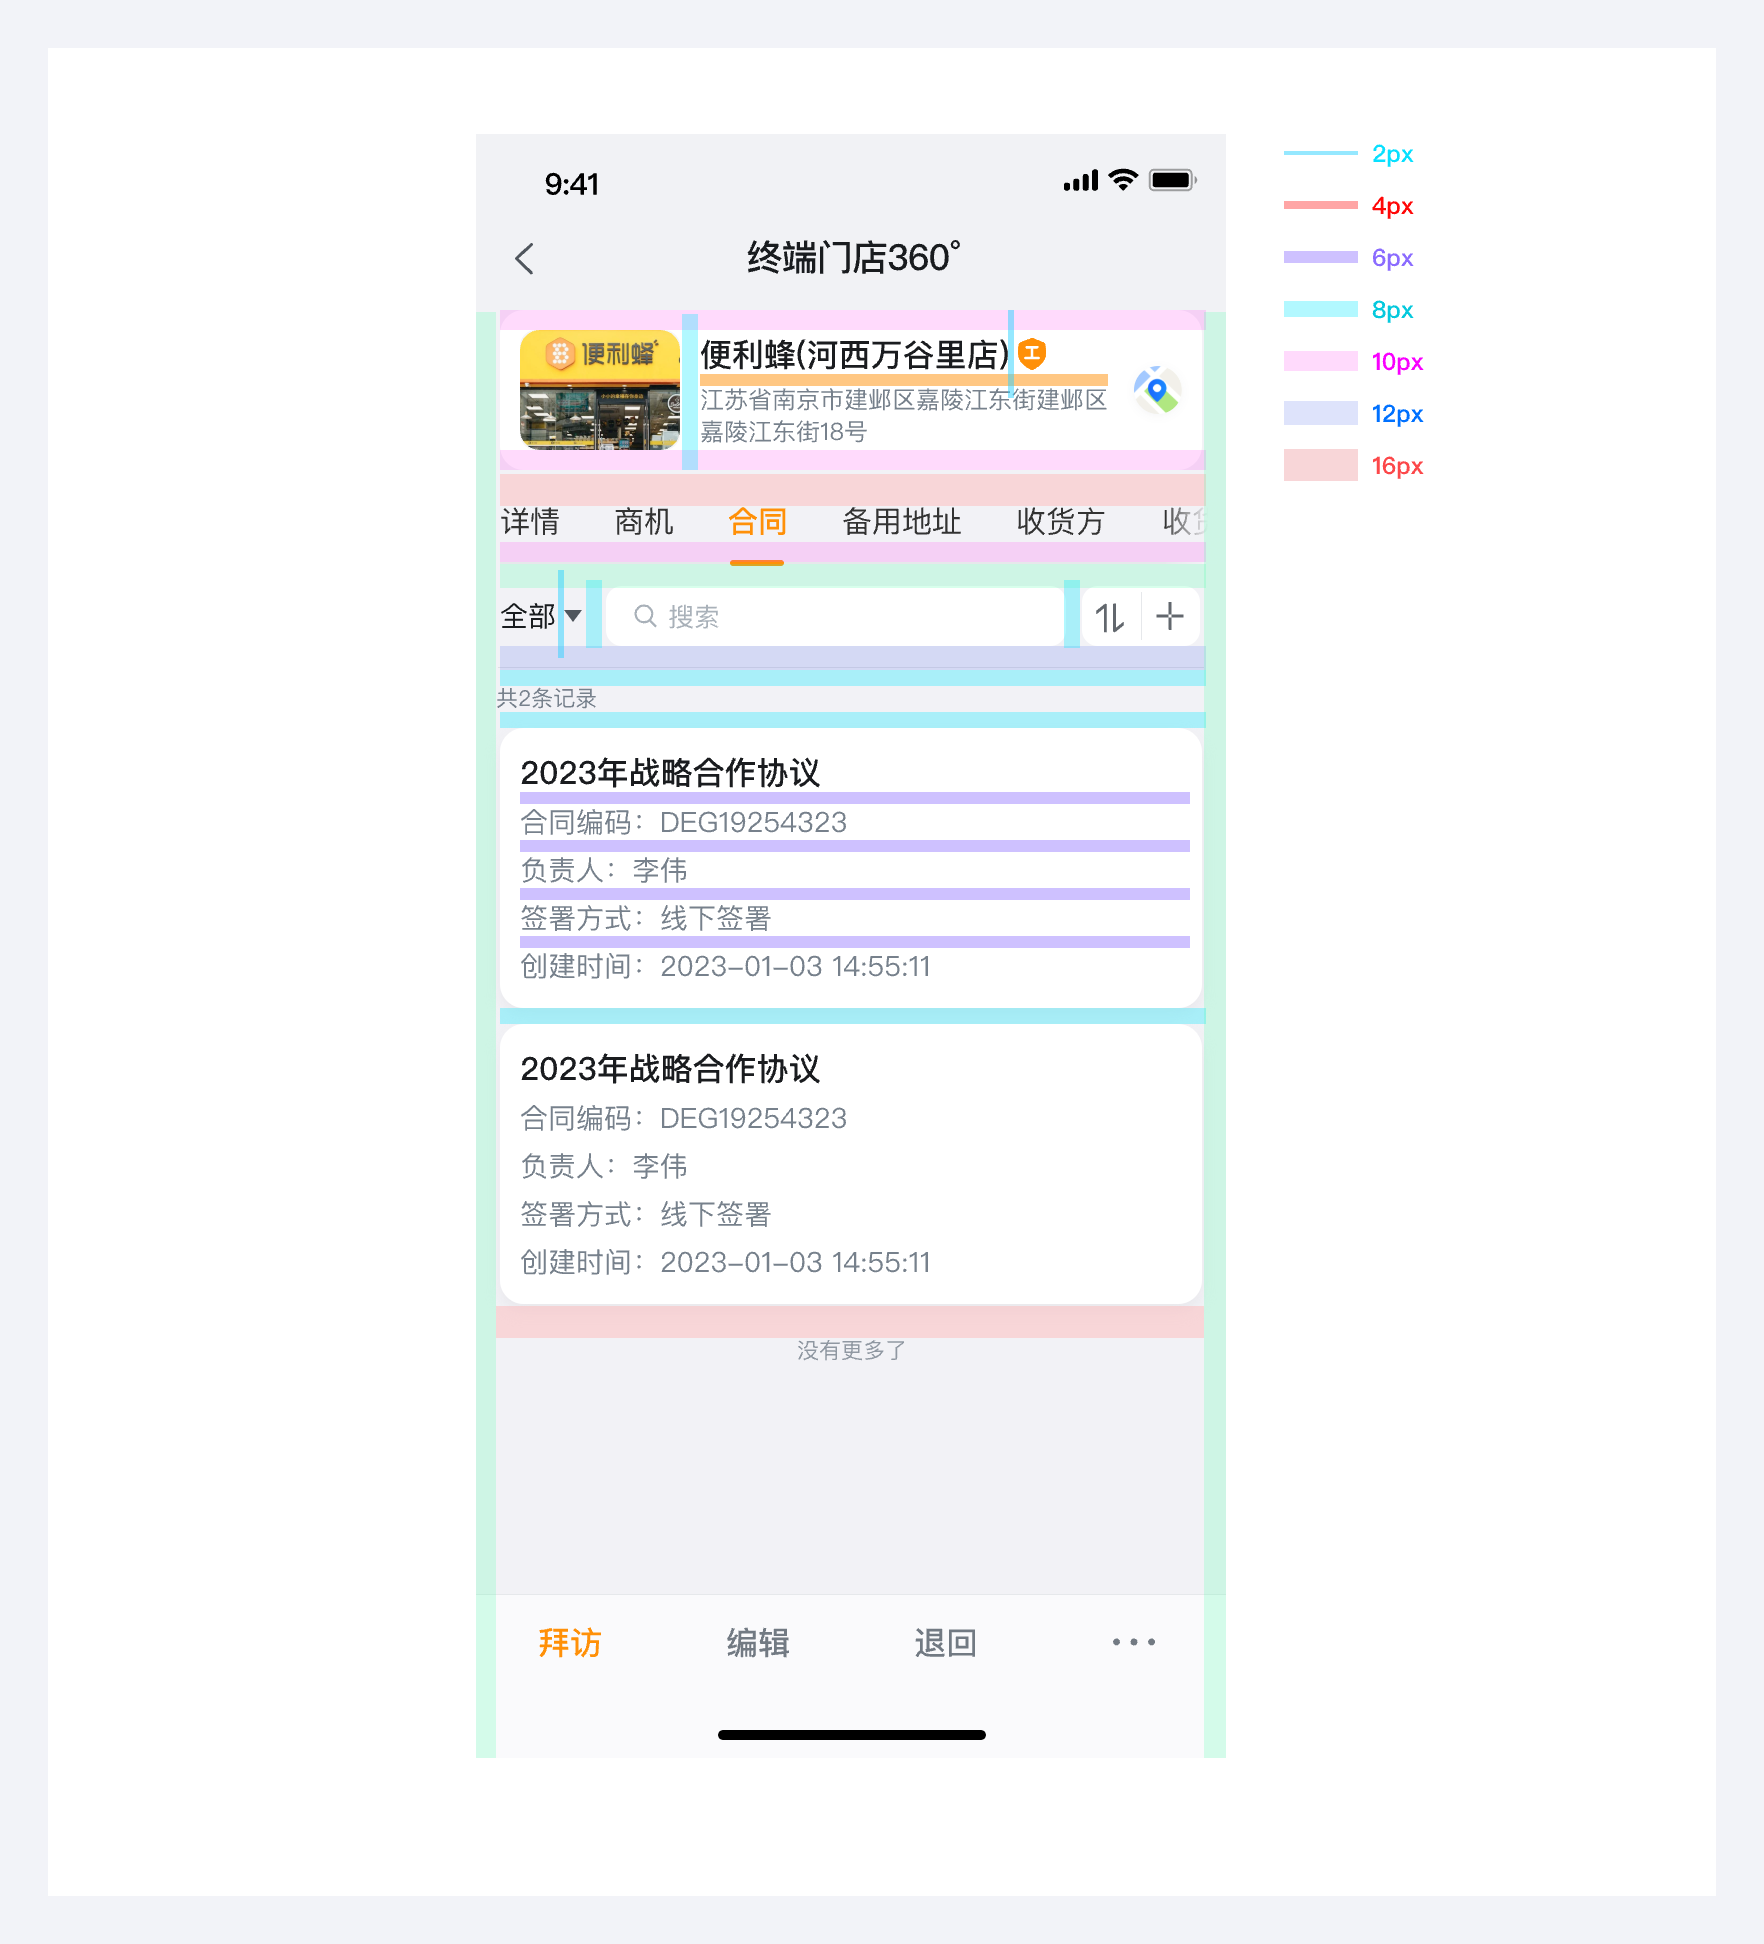 9:41
终端门店360°
便利蜂
便利蜂(河西万谷里店)
工
江苏省南京市建邺区嘉陵江东街建邺区
嘉陵江东街18号
详情 商机 合同 备用地址 收货方 收货
全部 搜索
共2条记录
2023年战略合作协议
合同编码：DEG19254323
负责人：李伟
签署方式：线下签署
创建时间：2023-01-03 14:55:11
2023年战略合作协议
合同编码：DEG19254323
负责人：李伟
签署方式：线下签署
创建时间：2023-01-03 14:55:11
没有更多了
拜访 编辑 退回
2px
4px
6px
8px
10px
12px
16px